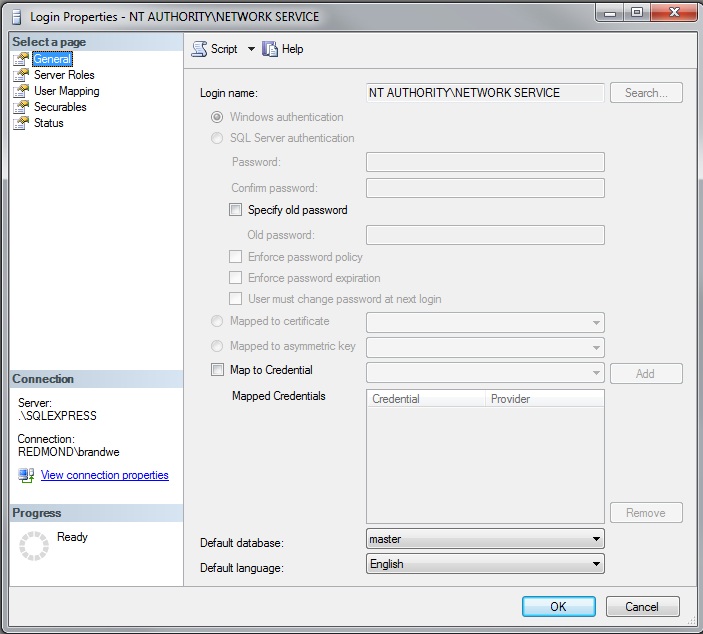 Login Properties - NT AUTHORITY\NETWORK SERVICE
Select a page
General
Server Roles
User Mapping
Securables
Status
Connection
Server:
.\SQLEXPRESS
Connection:
REDMOND\brandwe
View connection properties
Progress
Ready
Script
Help
Login name:
NT AUTHORITY\NETWORK SERVICE
Search...
Windows authentication
SQL Server authentication
Password:
Confirm password:
Specify old password
Old password:
Enforce password policy
Enforce password expiration
User must change password at next login
Mapped to certificate
Mapped to asymmetric key
Map to Credential
Add
Mapped Credentials
Credential
Provider
Remove
Default database:
master
Default language:
English
OK
Cancel